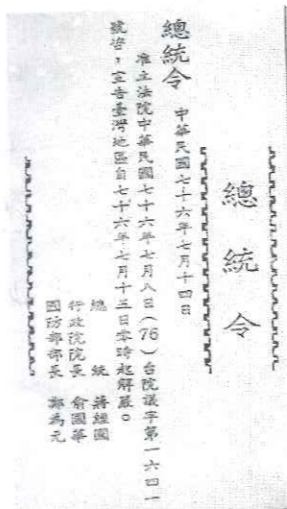 總統令
總統令 中華民國七十六年七月十四日
准立法院中華民國七十六年七月八日(76)台院議字第一六四一
號咨,宣告臺灣地區自七十六年七月十五日零時起解嚴。
總統 蔣經國
行政院院長 俞國華
國防部部長 鄭為元